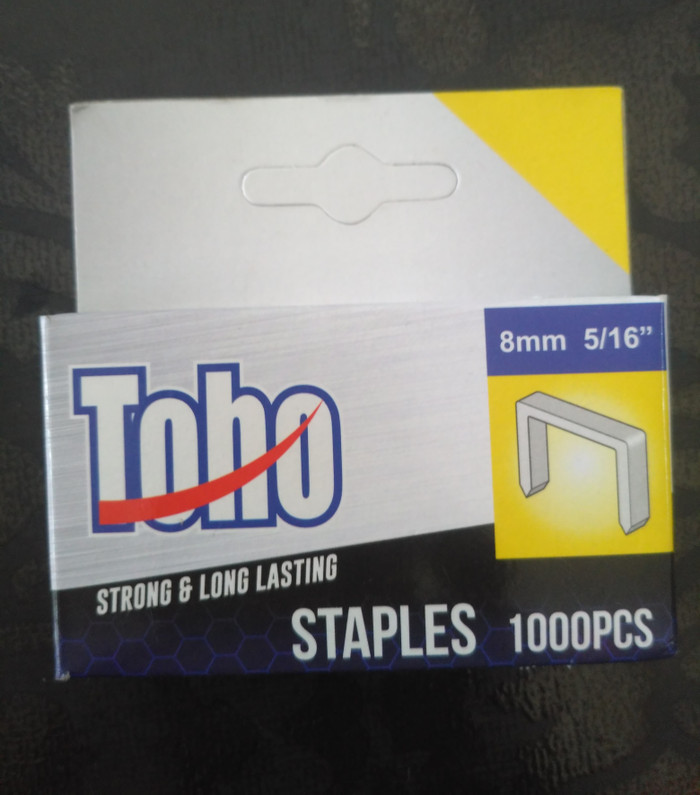 8mm 5/16”
Toho
STRONG & LONG LASTING
STAPLES 1000PCS